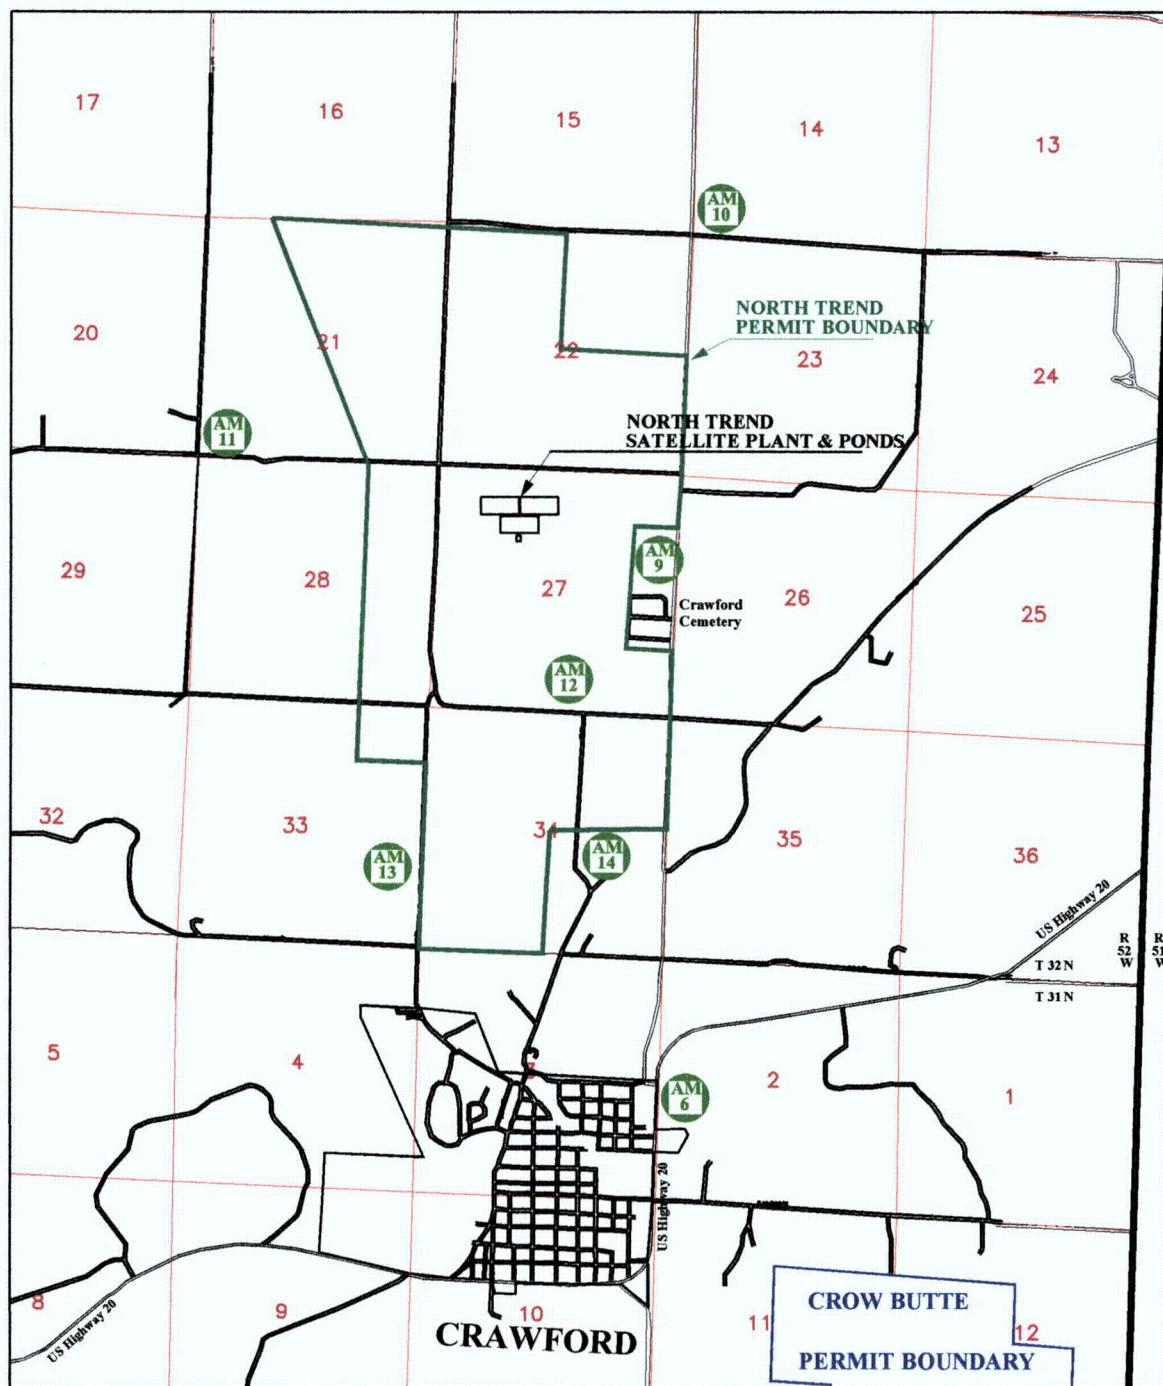 17
16
15
14
13
AM
10
NORTH TREND
PERMIT BOUNDARY
20
21
22
23
24
AM
11
NORTH TREND
SATELLITE PLANT & PONDS
AM
9
29
28
27
26
25
Crawford
Cemetery
AM
12
32
33
34
35
36
AM
13
AM
14
US Highway 20
R
52
W
R
51
W
T 32 N
T 31 N
5
4
3
2
1
AM
6
US Highway 20
8
9
10
11
12
US Highway 20
CRAWFORD
CROW BUTTE
PERMIT BOUNDARY